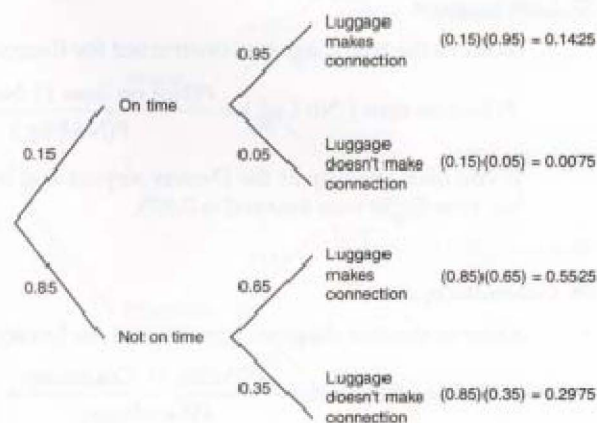 Luggage
makes
connection
(0.15)(0.95) = 0.1425
0.95
On time
0.15
0.05
Luggage
doesn't make
connection
(0.15)(0.05) = 0.0075
Luggage
makes
connection
(0.85)(0.65) = 0.5525
0.85
0.65
Not on time
0.35
Luggage
doesn't make
connection
(0.85)(0.35) = 0.2975